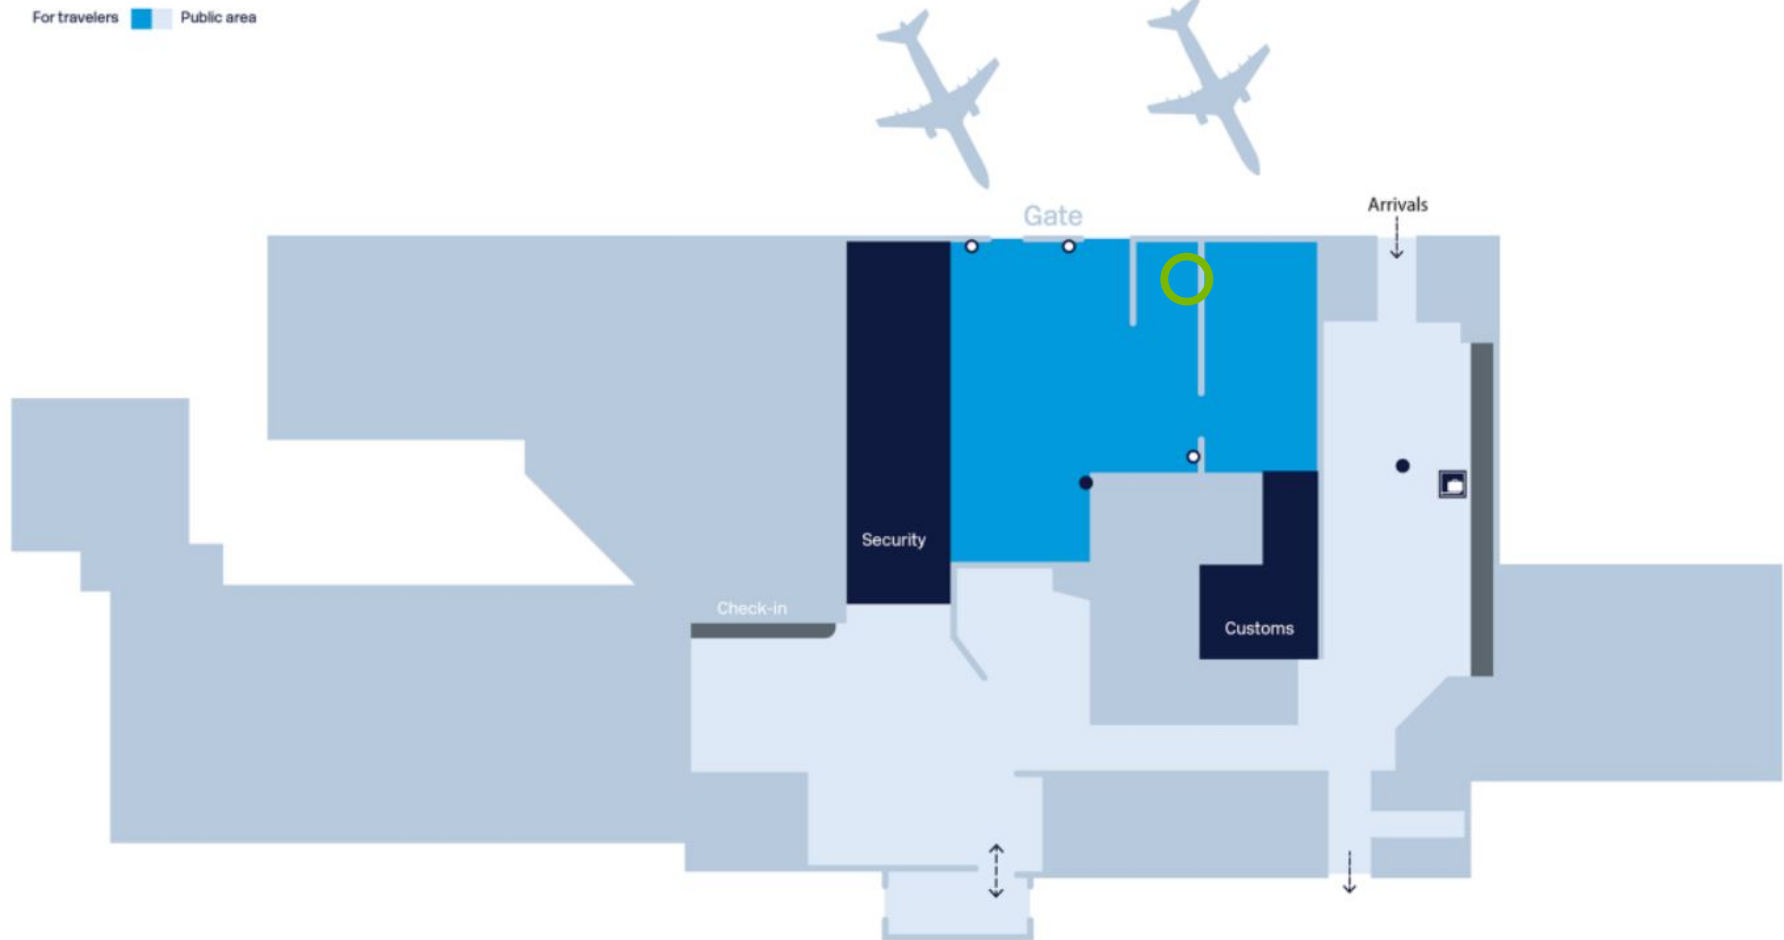 For travelers Public area
Gate
Arrivals
Security
Check-in
Customs